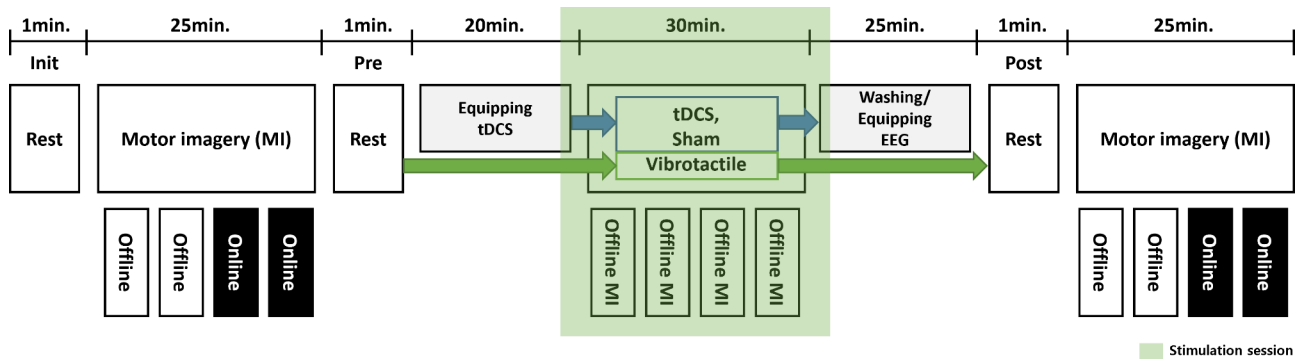 1min.
25min.
1min.
20min.
30min.
25min.
1min.
25min.
Init
Pre
Post
Rest
Motor imagery (MI)
Rest
Equipping
tDCS
tDCS,
Sham
Vibrotactile
Washing/
Equipping
EEG
Rest
Motor imagery (MI)
Offline
Offline
Online
Online
Offline MI
Offline MI
Offline MI
Offline MI
Offline
Offline
Online
Online
Stimulation session